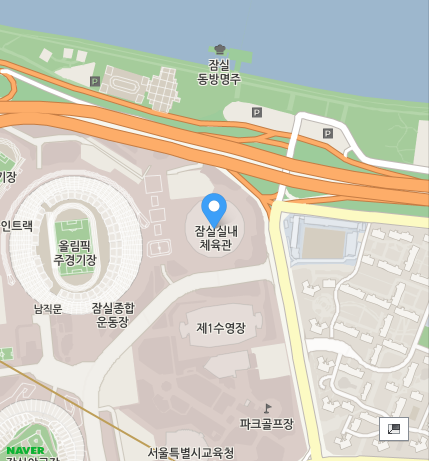 잠실
동방명주
P
P
P
기장
인트랙
올림픽
주경기장
잠실실내
체육관
남직문
잠실종합
운동장
제1수영장
파크골프장
서울특별시교육청
NAVER